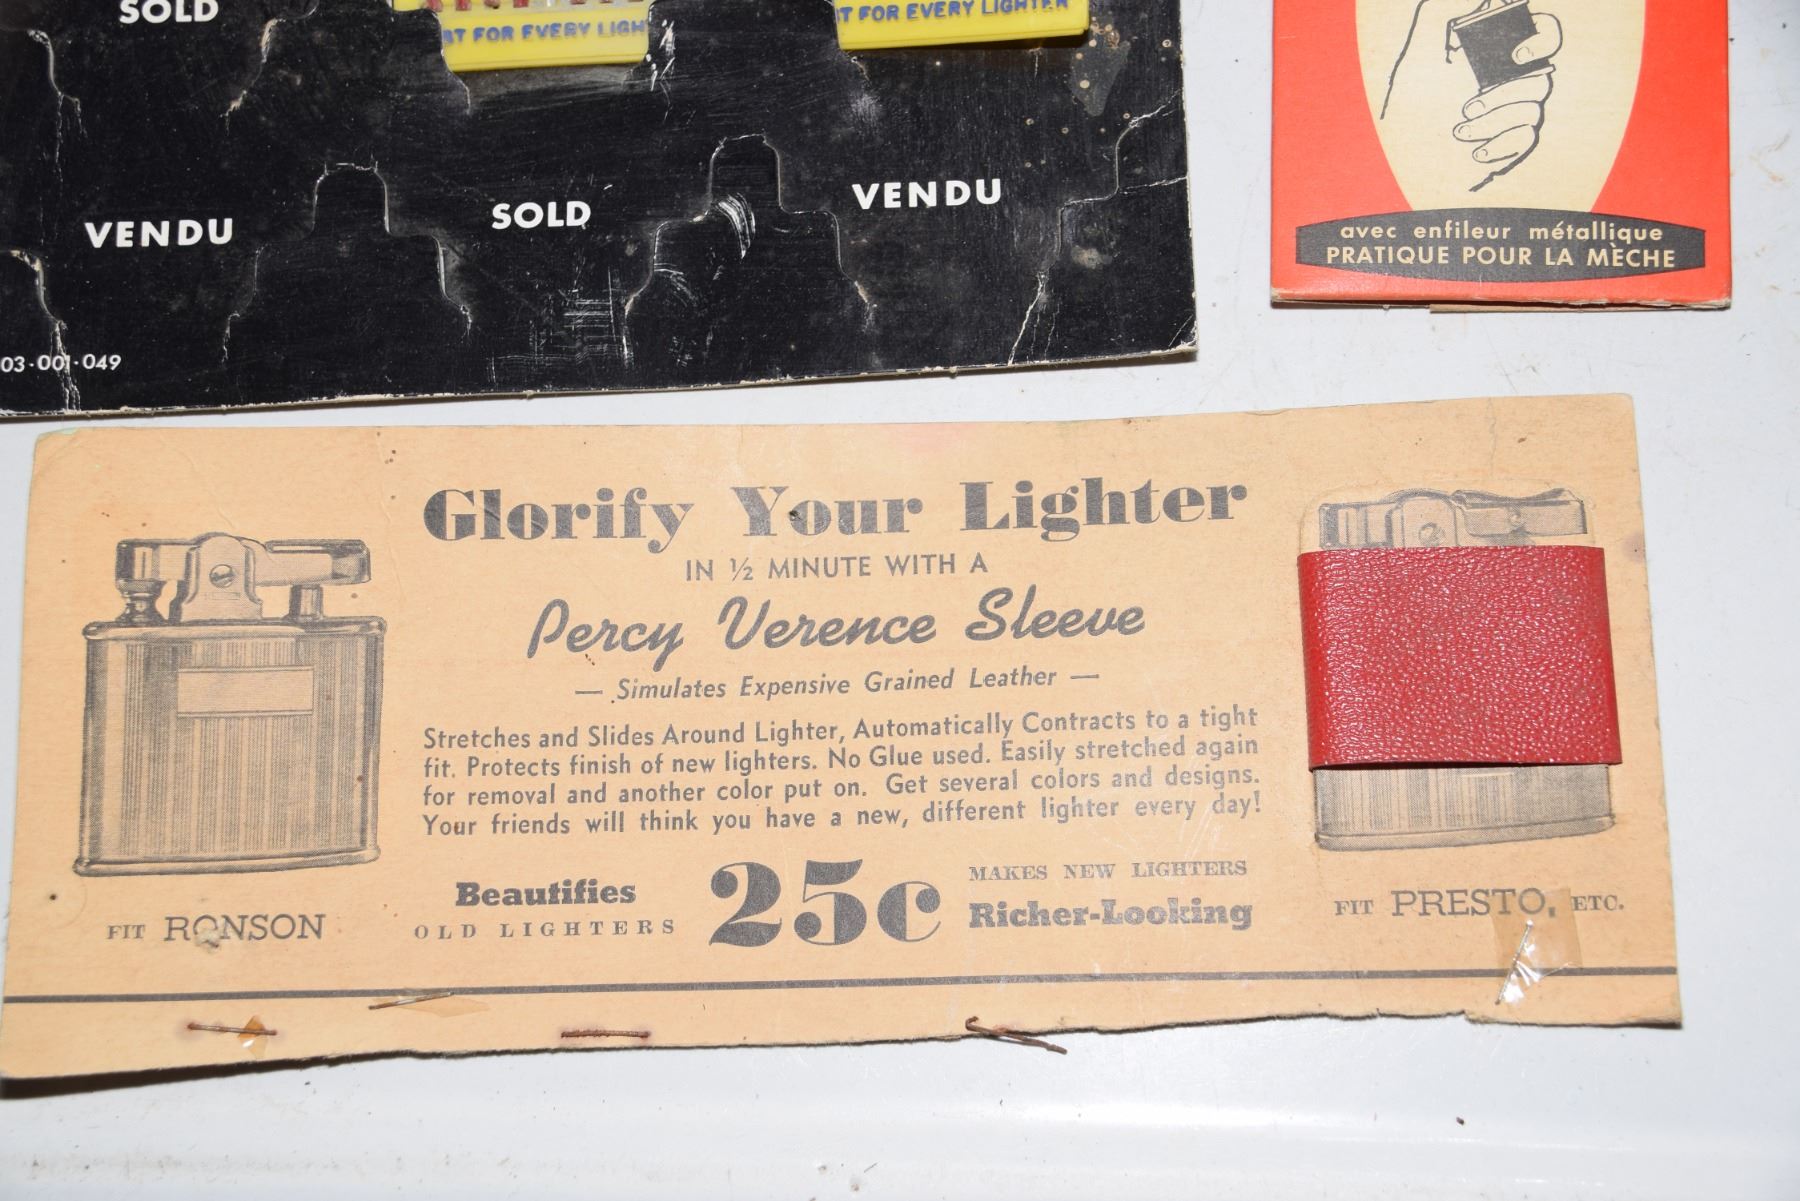 SOLD
FOR EVERY LIGH
FOR EVERY LIGHTER
VENDU
SOLD
VENDU
03-001-049
avec enfileur métallique
PRATIQUE POUR LA MÈCHE
Glorify Your Lighter
IN ½ MINUTE WITH A
Percy Verence Sleeve
— Simulates Expensive Grained Leather —
Stretches and Slides Around Lighter, Automatically Contracts to a tight
fit. Protects finish of new lighters. No Glue used. Easily stretched again
for removal and another color put on. Get several colors and designs.
Your friends will think you have a new, different lighter every day!
Beautifies
OLD LIGHTERS
25c
MAKES NEW LIGHTERS
Richer-Looking
FIT RONSON
FIT PRESTO, ETC.